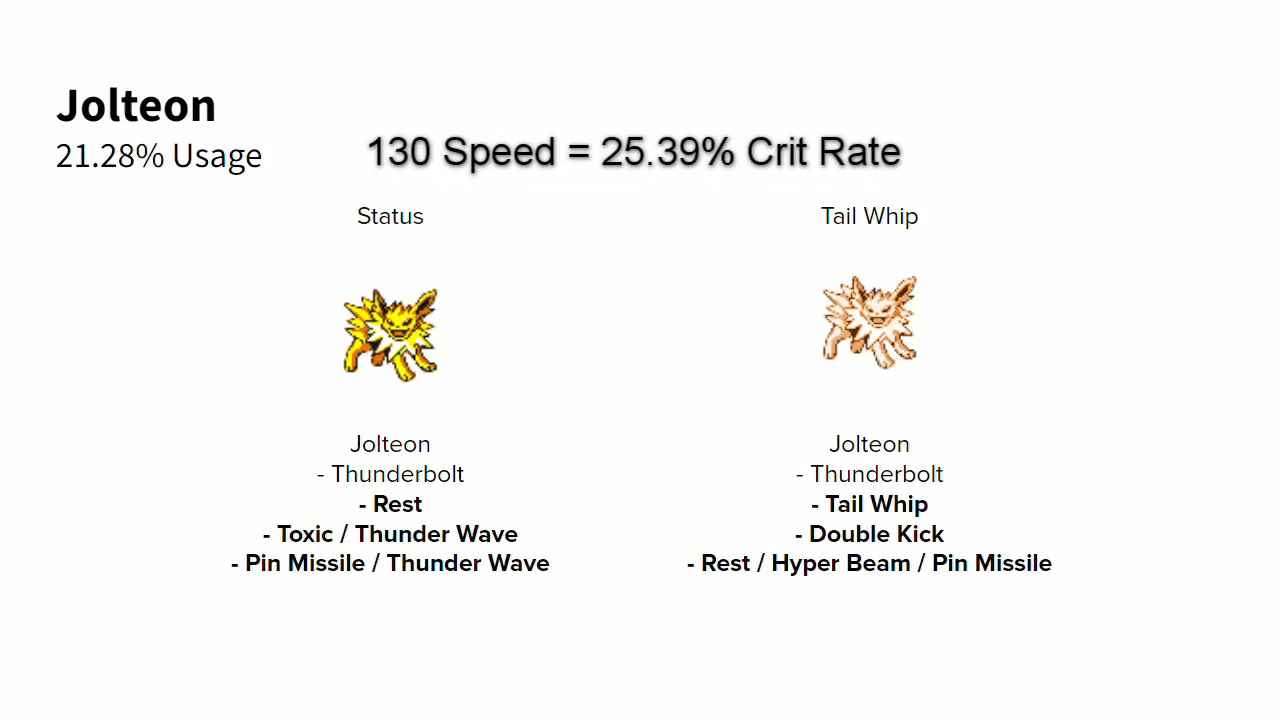 Jolteon
21.28% Usage
130 Speed = 25.39% Crit Rate
Status
Jolteon
- Thunderbolt
- Rest
- Toxic / Thunder Wave
- Pin Missile / Thunder Wave
Tail Whip
Jolteon
- Thunderbolt
- Tail Whip
- Double Kick
- Rest / Hyper Beam / Pin Missile